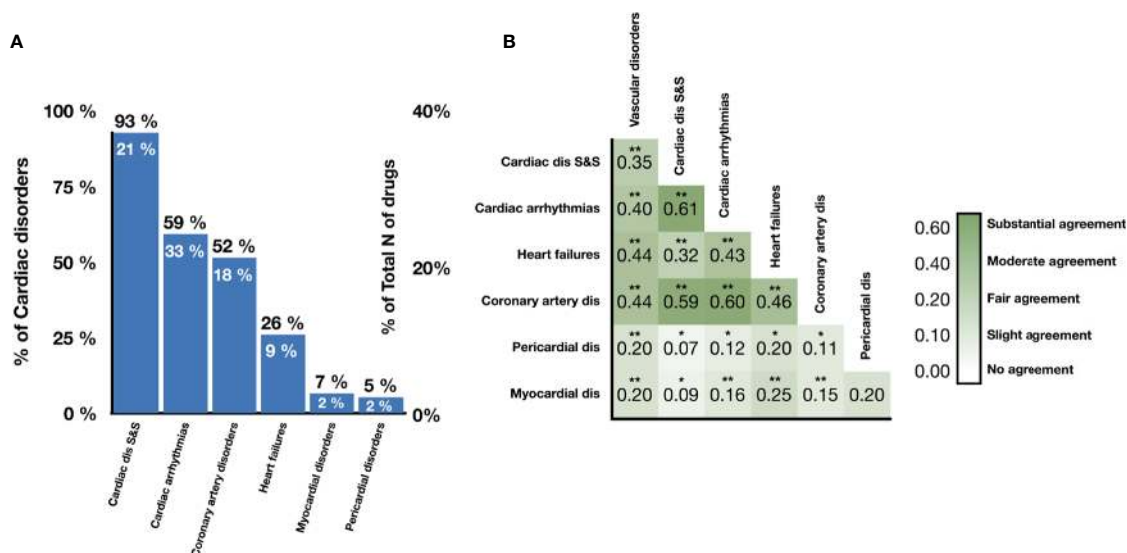 A
% of Cardiac disorders
100 %
75 %
50 %
25 %
0 %
93 %
21 %
59 %
33 %
52 %
18 %
26 %
9 %
7 %
2 %
5 %
2 %
% of Total N of drugs
40%
20%
0%
Cardiac dis S&S
Cardiac arrhythmias
Coronary artery disorders
Heart failures
Myocardial disorders
Pericardial disorders
B
Vascular disorders
Cardiac dis S&S
Cardiac arrhythmias
Heart failures
Coronary artery dis
Pericardial dis
Cardiac dis S&S
**
0.35
Cardiac arrhythmias
** **
0.40 0.61
Heart failures
** ** **
0.44 0.32 0.43
Coronary artery dis
** ** ** **
0.44 0.59 0.60 0.46
Pericardial dis
** * * * *
0.20 0.07 0.12 0.20 0.11
Myocardial dis
** * ** ** **
0.20 0.09 0.16 0.25 0.15 0.20
0.60 Substantial agreement
0.40 Moderate agreement
0.20 Fair agreement
0.10 Slight agreement
0.00 No agreement